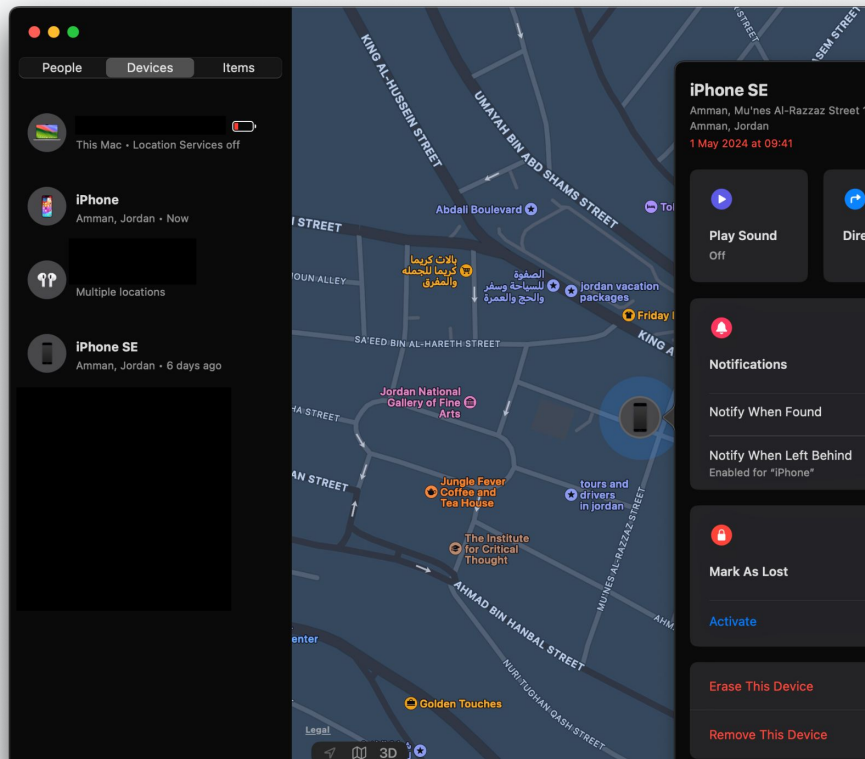 People
Devices
Items
This Mac • Location Services off
iPhone
Amman, Jordan • Now
Multiple locations
iPhone SE
Amman, Jordan • 6 days ago
KING AL-HUSSEIN STREET
UMAYAH BIN ABD SHAMS STREET
STREET
Abdali Boulevard
STREET
بالات كريما
كريما للجمله
والمفرق
الصفوة
للسياحة وسفر
والحج والعمرة
jordan vacation
packages
Friday
KING
ALLEY
SA'EED BIN AL-HARETH STREET
Jordan National
Gallery of Fine
Arts
STREET
STREET
Jungle Fever
Coffee and
Tea House
tours and
drivers
in jordan
The Institute
for Critical
Thought
MU'NES AL-RAZZAZ STREET
AHMAD BIN HANBAL STREET
NURI TUGHAN QASH STREET
Golden Touches
Legal
3D
iPhone SE
Amman, Mu'nes Al-Razzaz Street
Amman, Jordan
1 May 2024 at 09:41
Play Sound
Off
Notifications
Notify When Found
Notify When Left Behind
Enabled for "iPhone"
Mark As Lost
Activate
Erase This Device
Remove This Device